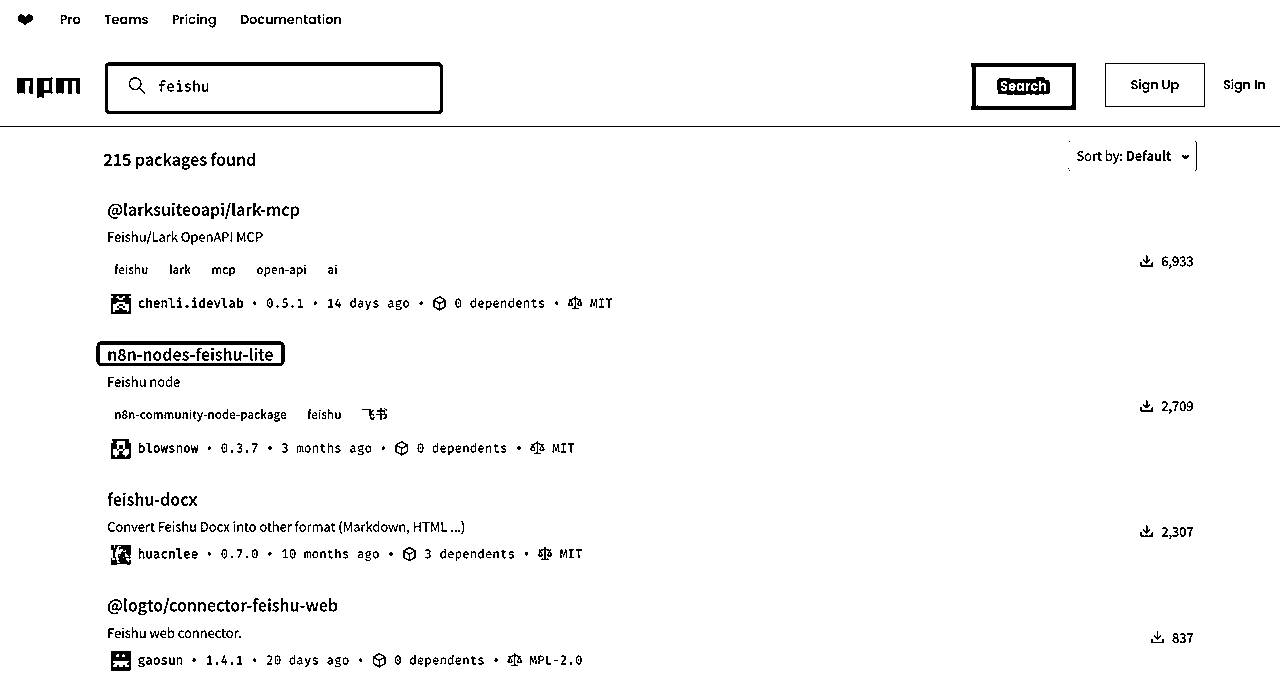 ❤ Pro Teams Pricing Documentation
npm feishu Search Sign Up Sign In
215 packages found Sort by: Default
@larksuiteoapi/lark-mcp
Feishu/Lark OpenAPI MCP
6,933
feishu lark mcp open-api ai
chenli.idevlab • 0.5.1 • 14 days ago • 0 dependents • MIT
n8n-nodes-feishu-lite
Feishu node
2,709
n8n-community-node-package feishu 飞书
blowsnow • 0.3.7 • 3 months ago • 0 dependents • MIT
feishu-docx
Convert Feishu Docx into other format (Markdown, HTML ...)
2,307
huacnlee • 0.7.0 • 10 months ago • 3 dependents • MIT
@logto/connector-feishu-web
Feishu web connector.
837
gaosun • 1.4.1 • 20 days ago • 0 dependents • MPL-2.0